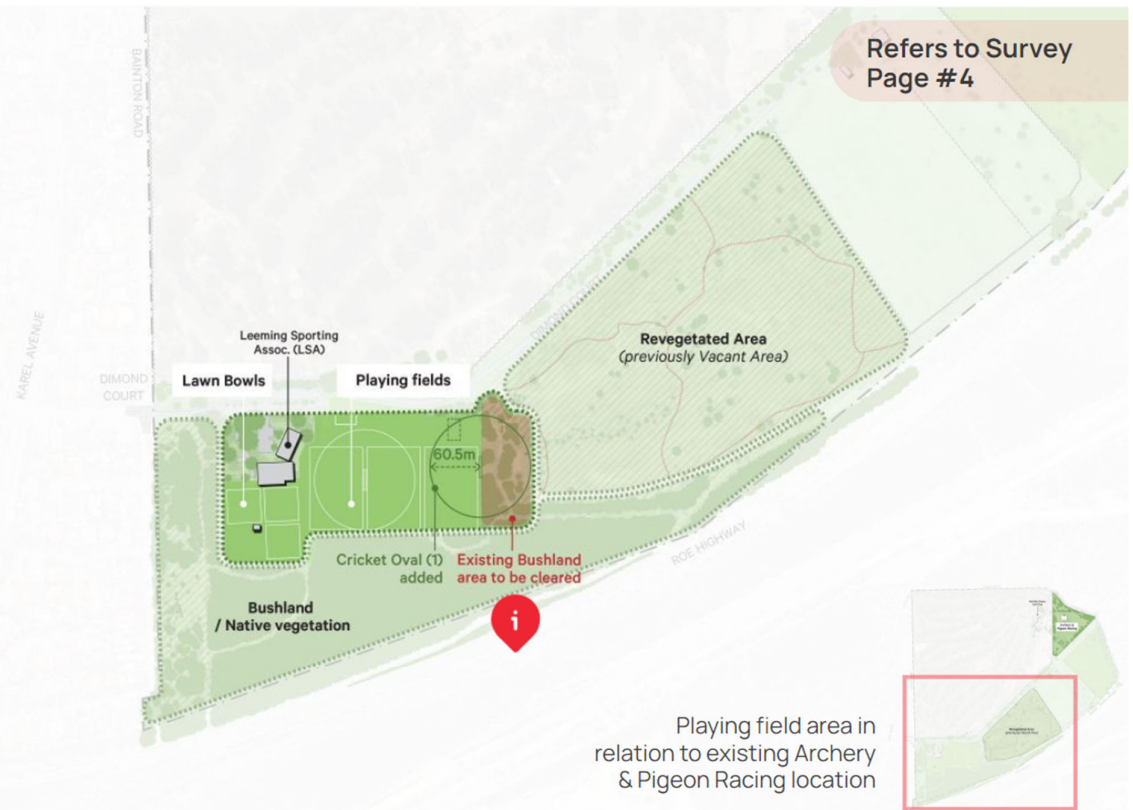 Refers to Survey
Page #4
BAINTON ROAD
KAREL AVENUE
DIMOND
COURT
Leeming Sporting
Assoc. (LSA)
Lawn Bowls
Playing fields
Revegetated Area
(previously Vacant Area)
60.5m
Cricket Oval (1)
added
Existing Bushland
area to be cleared
i
ROE HIGHWAY
Bushland
/ Native vegetation
Playing field area in
relation to existing Archery
& Pigeon Racing location